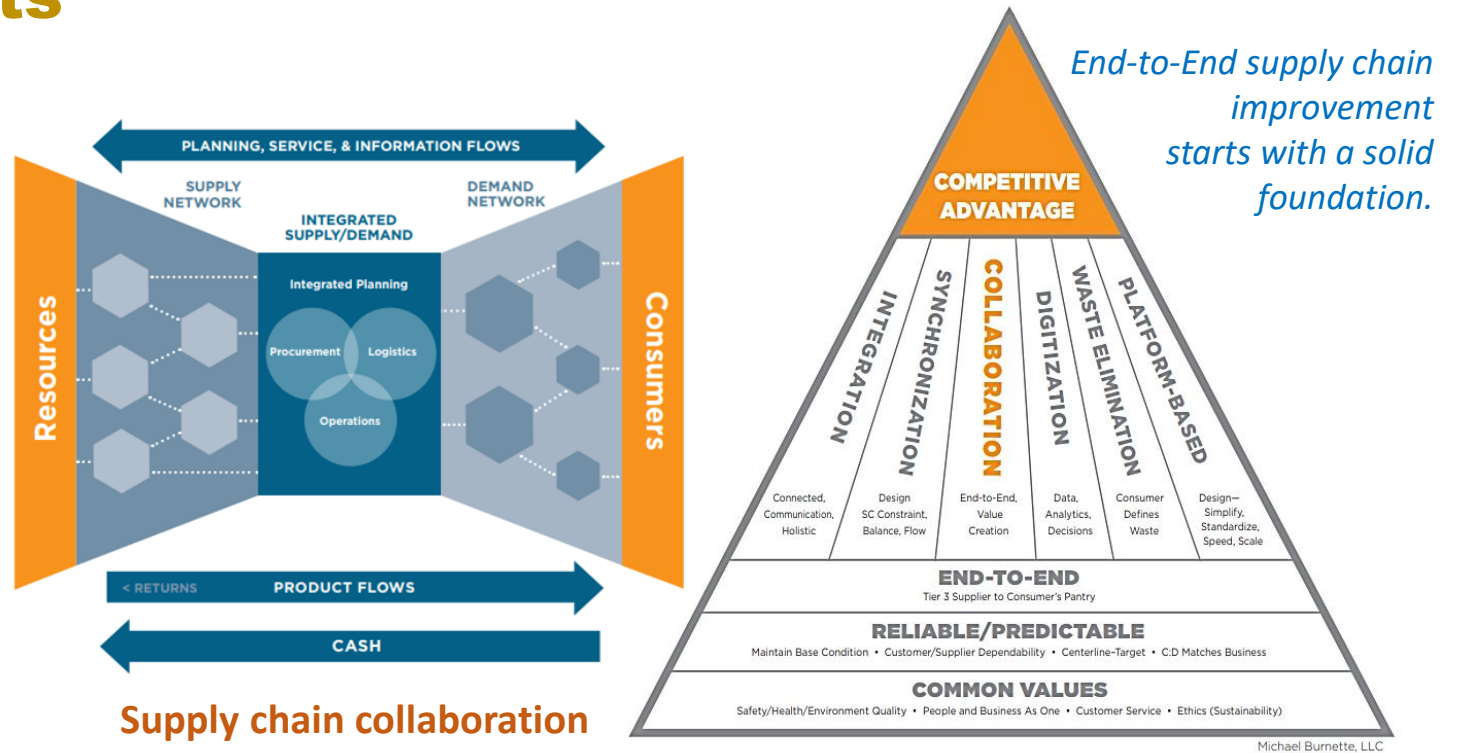 ts
End-to-End supply chain
improvement
starts with a solid
foundation.
PLANNING, SERVICE, & INFORMATION FLOWS
SUPPLY
NETWORK
DEMAND
NETWORK
INTEGRATED
SUPPLY/DEMAND
Integrated Planning
Procurement
Logistics
Operations
Resources
Consumers
< RETURNS
PRODUCT FLOWS
CASH
Supply chain collaboration
COMPETITIVE
ADVANTAGE
INTEGRATION
SYNCHRONIZATION
COLLABORATION
DIGITIZATION
WASTE ELIMINATION
PLATFORM-BASED
Connected,
Communication,
Holistic
Design
SC Constraint,
Balance, Flow
End-to-End,
Value
Creation
Data,
Analytics,
Decisions
Consumer
Defines
Waste
Design—
Simplify,
Standardize,
Speed, Scale
END-TO-END
Tier 3 Supplier to Consumer's Pantry
RELIABLE/PREDICTABLE
Maintain Base Condition • Customer/Supplier Dependability • Centerline–Target • C:D Matches Business
COMMON VALUES
Safety/Health/Environment Quality • People and Business As One • Customer Service • Ethics (Sustainability)
Michael Burnette, LLC